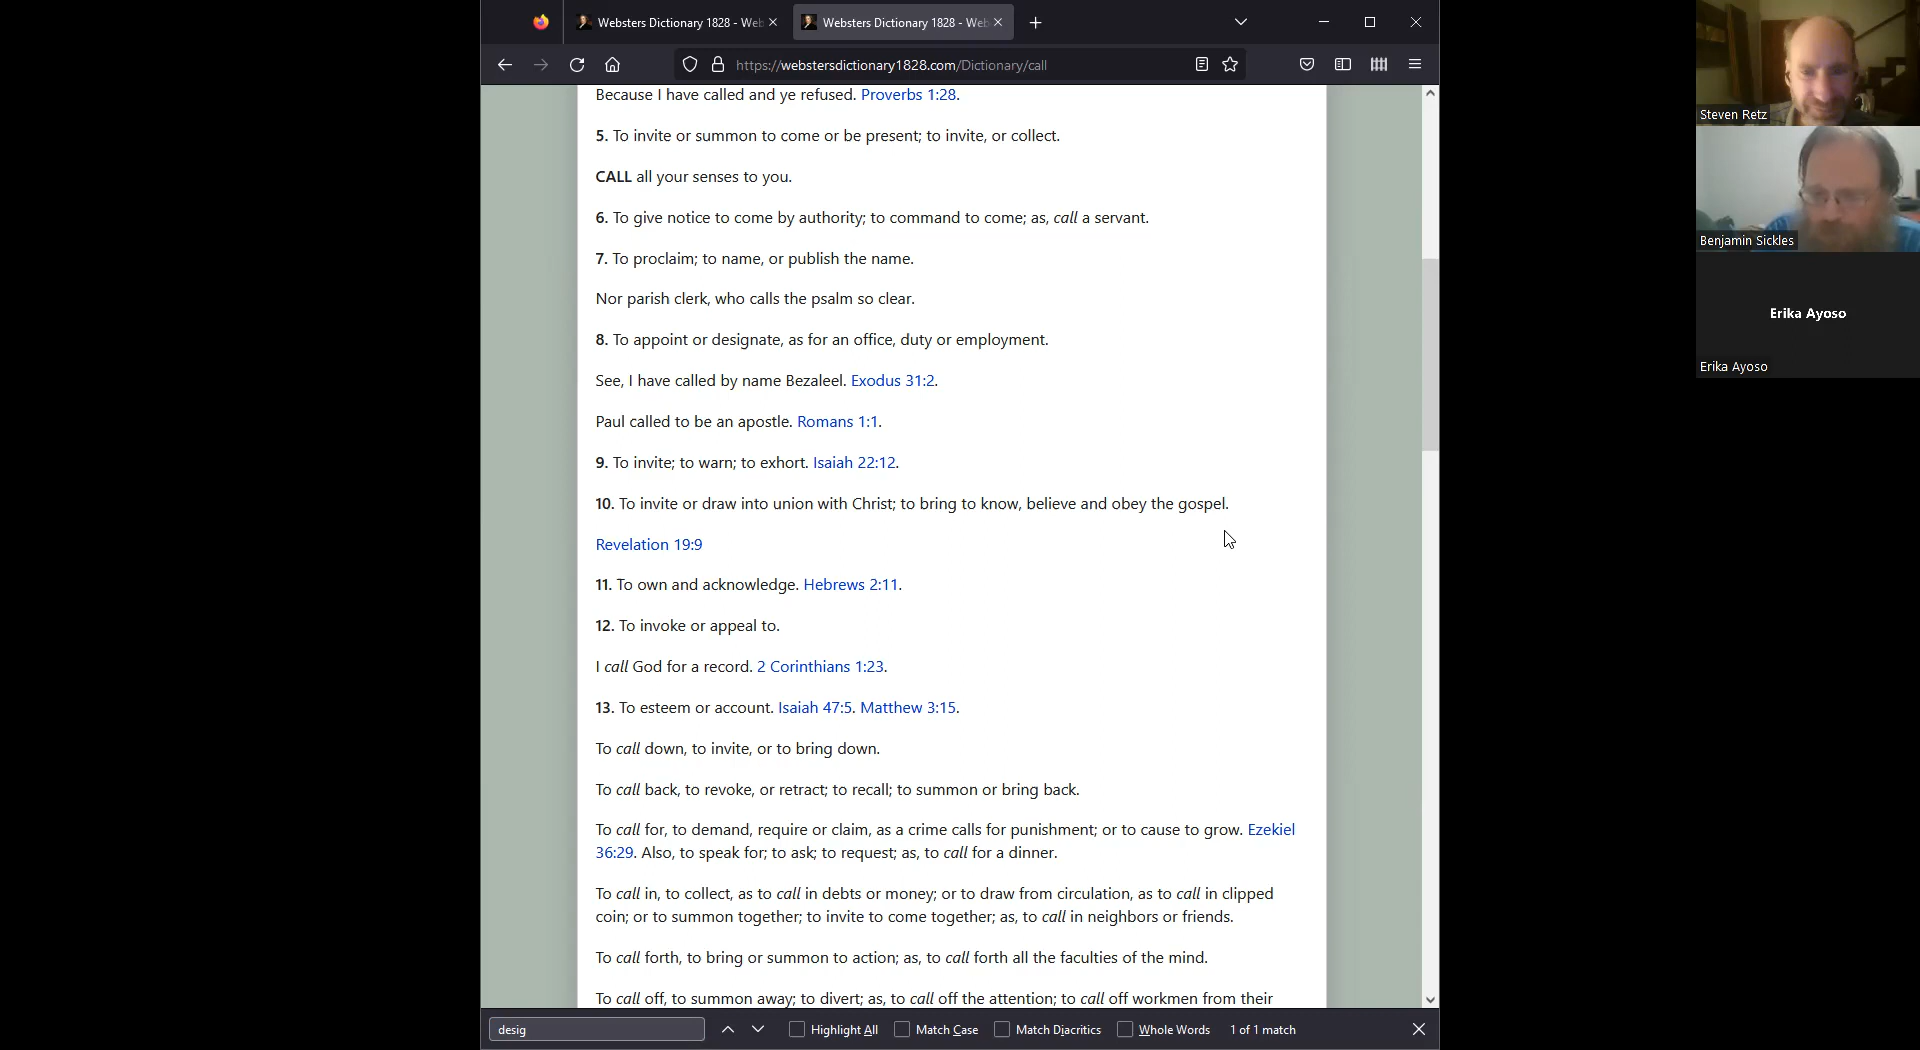 Websters Dictionary 1828 - Web
Websters Dictionary 1828 - Web
https://webstersdictionary1828.com/Dictionary/call
Because I have called and ye refused. Proverbs 1:28.
5. To invite or summon to come or be present; to invite, or collect.
CALL all your senses to you.
6. To give notice to come by authority; to command to come; as, call a servant.
7. To proclaim; to name, or publish the name.
Nor parish clerk, who calls the psalm so clear.
8. To appoint or designate, as for an office, duty or employment.
See, I have called by name Bezaleel. Exodus 31:2.
Paul called to be an apostle. Romans 1:1.
9. To invite; to warn; to exhort. Isaiah 22:12.
10. To invite or draw into union with Christ; to bring to know, believe and obey the gospel.
Revelation 19:9
11. To own and acknowledge. Hebrews 2:11.
12. To invoke or appeal to.
I call God for a record. 2 Corinthians 1:23.
13. To esteem or account. Isaiah 47:5. Matthew 3:15.
To call down, to invite, or to bring down.
To call back, to revoke, or retract; to recall; to summon or bring back.
To call for, to demand, require or claim, as a crime calls for punishment; or to cause to grow. Ezekiel
36:29. Also, to speak for; to ask; to request; as, to call for a dinner.
To call in, to collect, as to call in debts or money; or to draw from circulation, as to call in clipped
coin; or to summon together; to invite to come together; as, to call in neighbors or friends.
To call forth, to bring or summon to action; as, to call forth all the faculties of the mind.
To call off, to summon away; to divert; as, to call off the attention; to call off workmen from their
desig
Highlight All
Match Case
Match Diacritics
Whole Words
1 of 1 match
Steven Retz
Benjamin Sickles
Erika Ayoso
Erika Ayoso